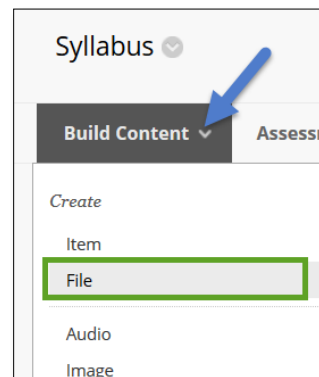 Syllabus
Build Content
Create
Item
File
Audio
Image